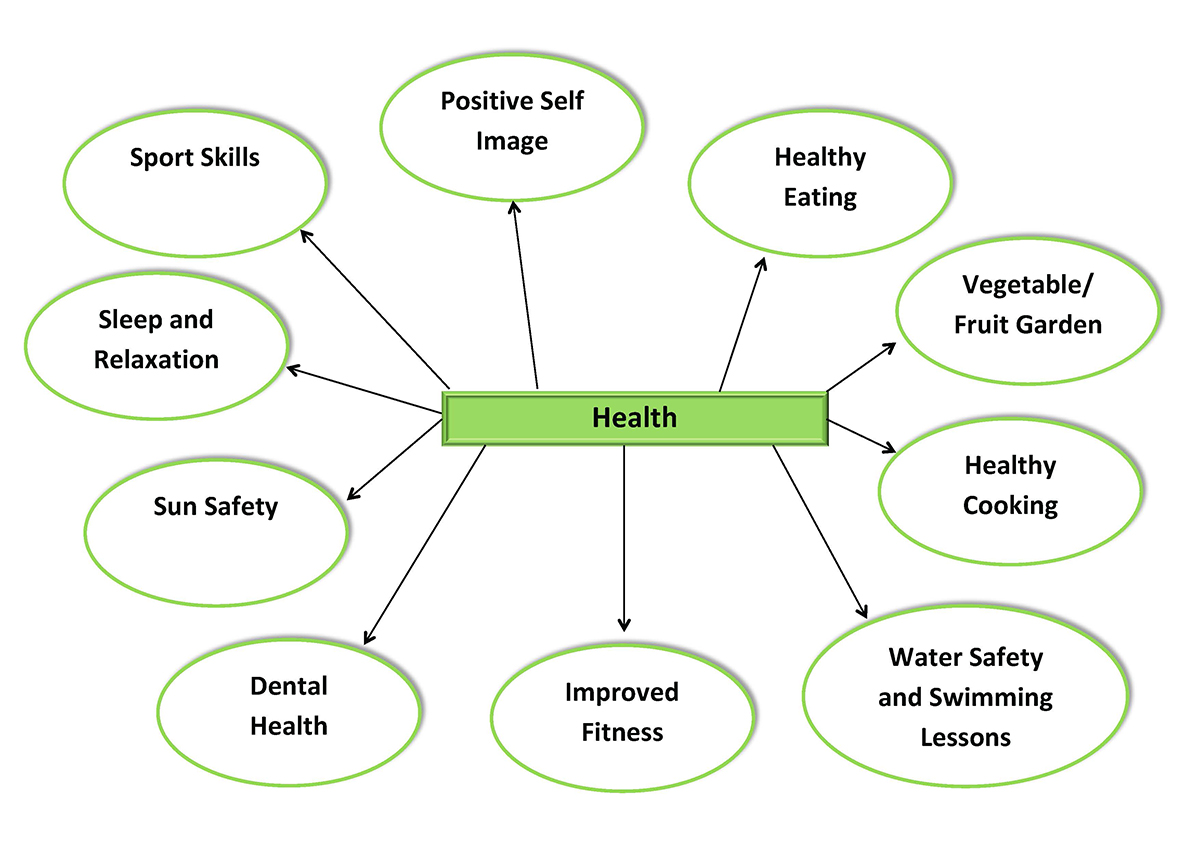 Positive Self
Image
Sport Skills
Healthy
Eating
Vegetable/
Fruit Garden
Sleep and
Relaxation
Health
Healthy
Cooking
Sun Safety
Water Safety
and Swimming
Lessons
Dental
Health
Improved
Fitness